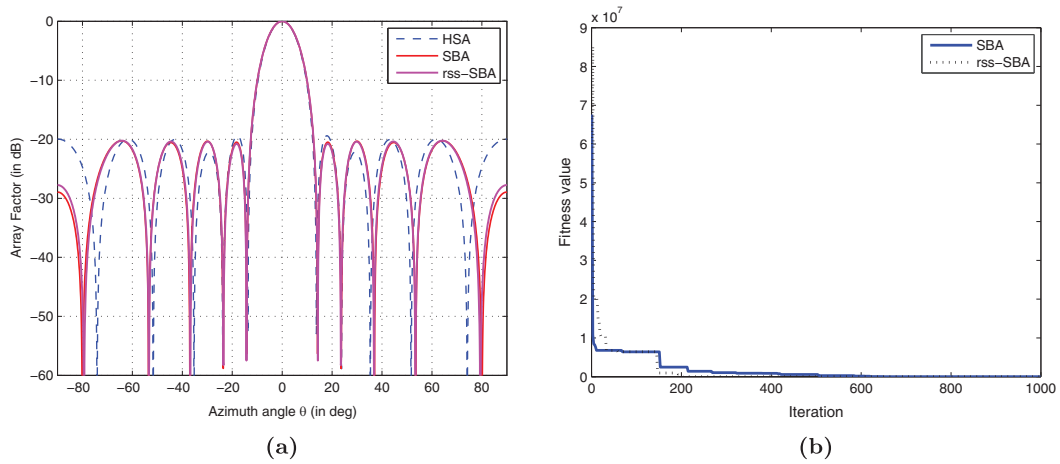 0
−10
−20
−30
−40
−50
−60
−80 −60 −40 −20 0 20 40 60 80
Array Factor (in dB)
Azimuth angle θ (in deg)
HSA
SBA
rss−SBA
(a)
x 10^7
9
8
7
6
5
4
3
2
1
0
0 200 400 600 800 1000
Fitness value
Iteration
SBA
rss−SBA
(b)